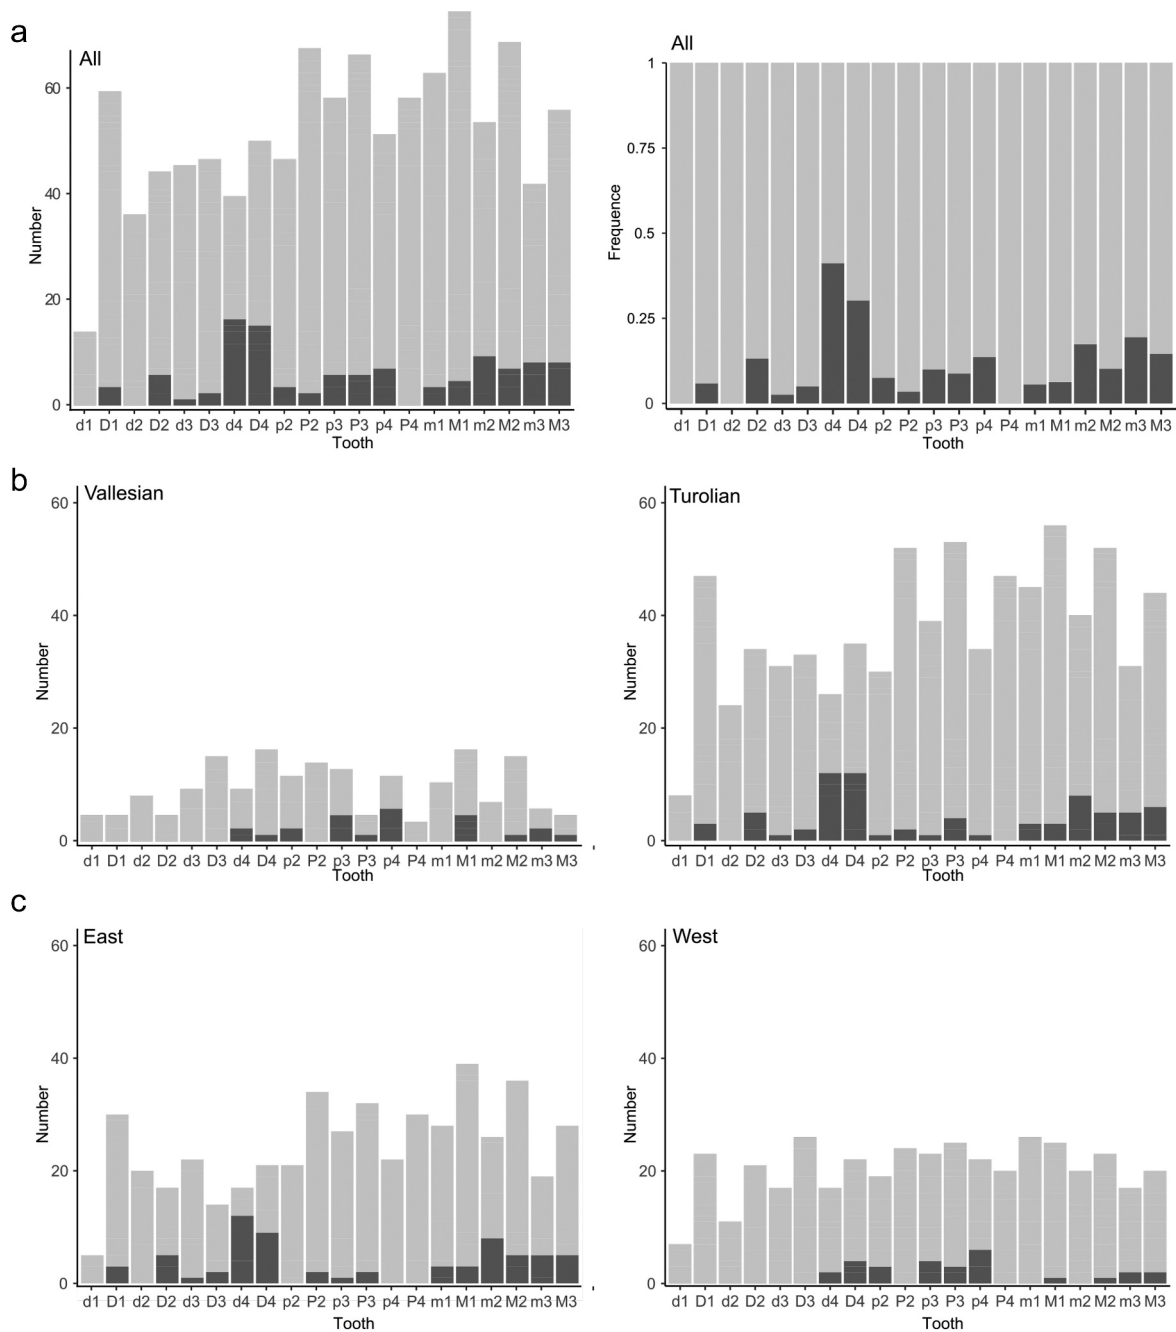 a
All
Number
60
40
20
0
d1 D1 d2 D2 d3 D3 d4 D4 p2 P2 p3 P3 p4 P4 m1 M1 m2 M2 m3 M3
Tooth
All
Frequence
1
0.75
0.5
0.25
0
d1 D1 d2 D2 d3 D3 d4 D4 p2 P2 p3 P3 p4 P4 m1 M1 m2 M2 m3 M3
Tooth
b
Vallesian
Number
60
40
20
0
d1 D1 d2 D2 d3 D3 d4 D4 p2 P2 p3 P3 p4 P4 m1 M1 m2 M2 m3 M3
Tooth
Turolian
Number
60
40
20
0
d1 D1 d2 D2 d3 D3 d4 D4 p2 P2 p3 P3 p4 P4 m1 M1 m2 M2 m3 M3
Tooth
c
East
Number
60
40
20
0
d1 D1 d2 D2 d3 D3 d4 D4 p2 P2 p3 P3 p4 P4 m1 M1 m2 M2 m3 M3
Tooth
West
Number
60
40
20
0
d1 D1 d2 D2 d3 D3 d4 D4 p2 P2 p3 P3 p4 P4 m1 M1 m2 M2 m3 M3
Tooth